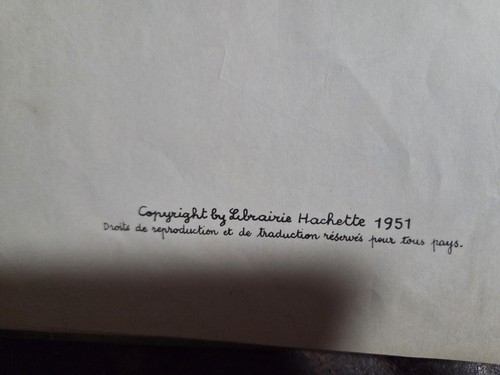 Copyright by Librairie Hachette 1951
Droits de reproduction et de traduction réservés pour tous pays.